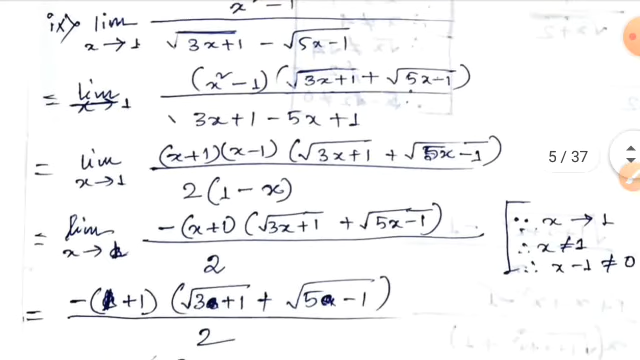 ix) lim x→1 x² - 1 / √3x+1 - √5x-1
= lim x→1 (x² - 1) (√3x+1 + √5x-1) / 3x+1 - 5x+1
= lim x→1 (x+1)(x-1) (√3x+1 + √5x-1) / 2(1-x)
5 / 37
= lim x→1 -(x+1) (√3x+1 + √5x-1) / 2 [∵ x→1
∴ x≠1
∴ x-1≠0
= -(1+1) (√3+1 + √5-1) / 2